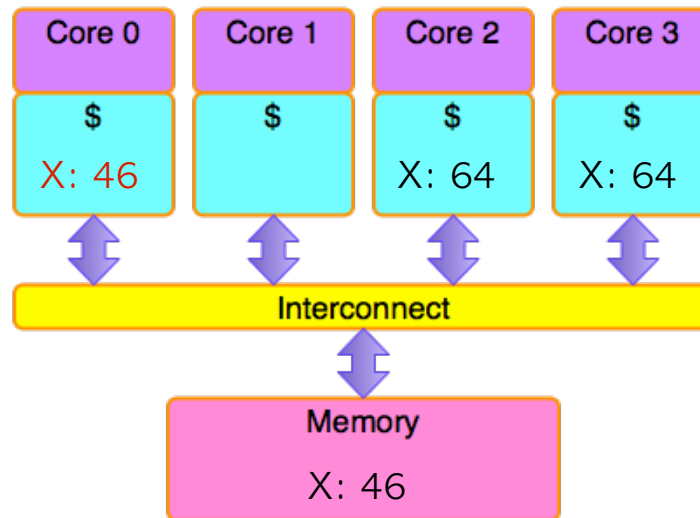 Core 0 Core 1 Core 2 Core 3
$ $ $ $
X: 46 X: 64 X: 64
Interconnect
Memory
X: 46